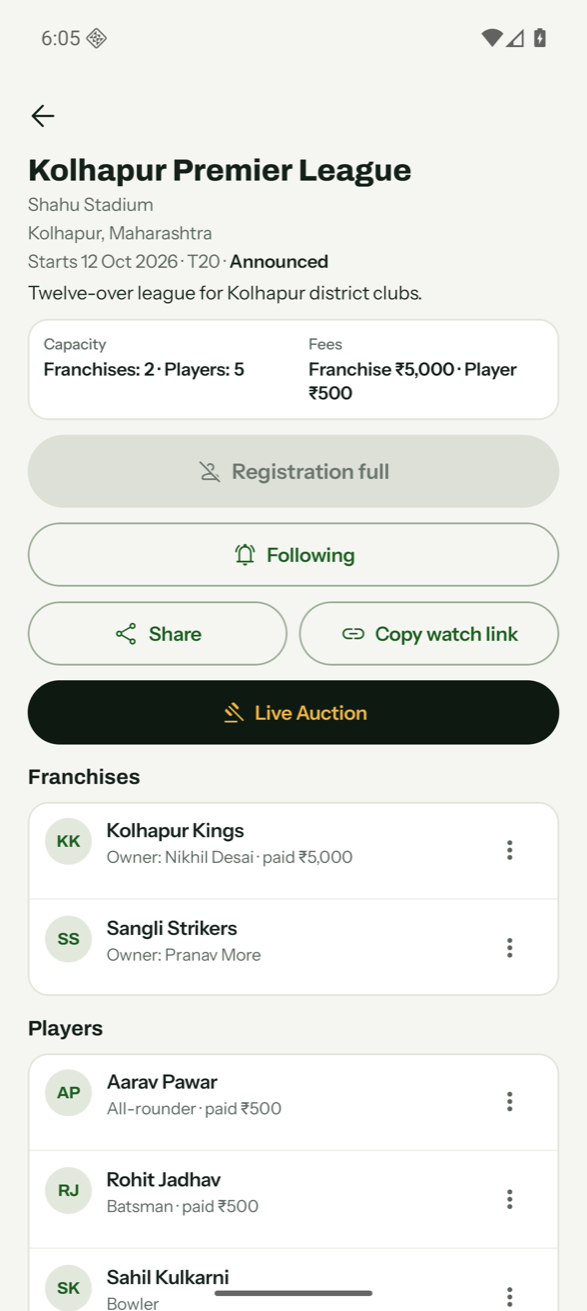 6:05
Kolhapur Premier League
Shahu Stadium
Kolhapur, Maharashtra
Starts 12 Oct 2026 · T20 · Announced
Twelve-over league for Kolhapur district clubs.
Capacity
Franchises: 2 · Players: 5
Fees
Franchise ₹5,000 · Player
₹500
Registration full
Following
Share
Copy watch link
Live Auction
Franchises
KK
Kolhapur Kings
Owner: Nikhil Desai · paid ₹5,000
SS
Sangli Strikers
Owner: Pranav More
Players
AP
Aarav Pawar
All-rounder · paid ₹500
RJ
Rohit Jadhav
Batsman · paid ₹500
SK
Sahil Kulkarni
Bowler